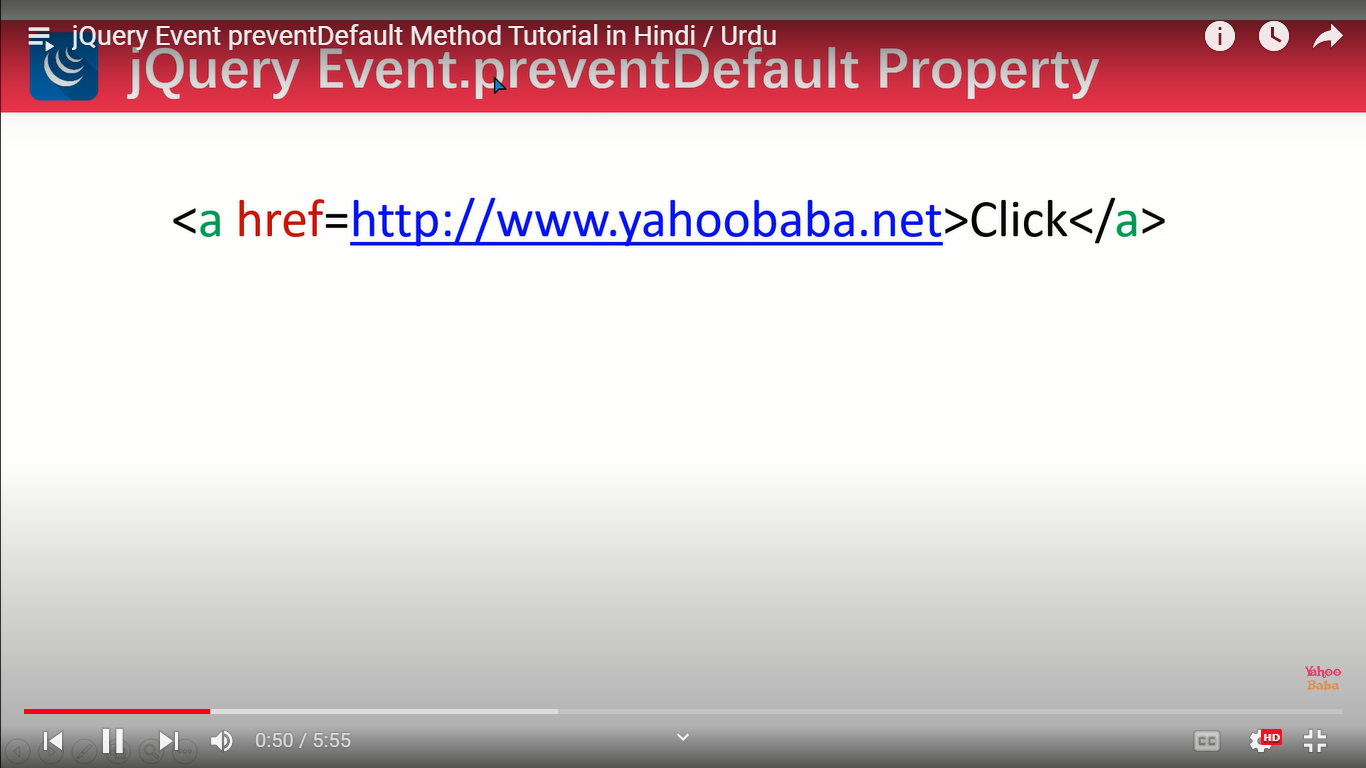 jQuery Event preventDefault Method Tutorial in Hindi / Urdu
jQuery Event.preventDefault Property
<a href=http://www.yahoobaba.net>Click</a>
Yahoo
Baba
0:50 / 5:55
CC
HD